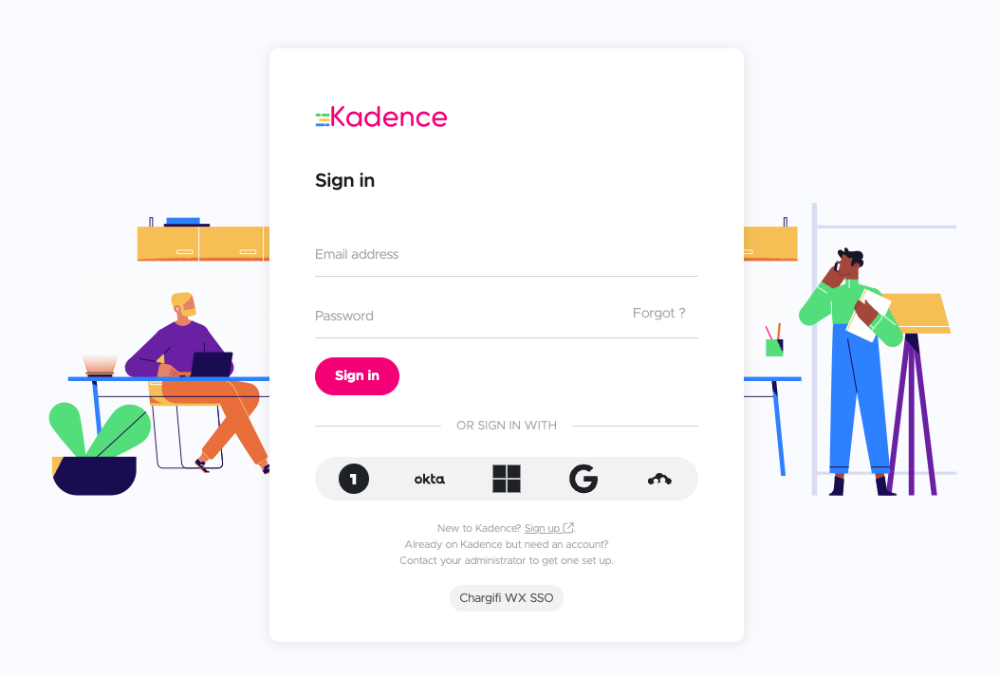 Kadence
Sign in
Email address
Password
Forgot ?
Sign in
OR SIGN IN WITH
1
okta
G
New to Kadence? Sign up.
Already on Kadence but need an account?
Contact your administrator to get one set up.
Chargifi WX SSO